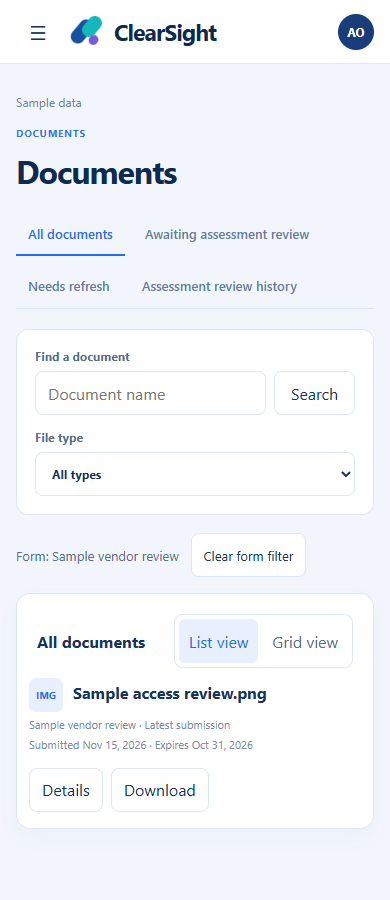 ☰ ClearSight AO
Sample data
DOCUMENTS
Documents
All documents Awaiting assessment review
Needs refresh Assessment review history
Find a document
Document name Search
File type
All types
Form: Sample vendor review Clear form filter
All documents List view Grid view
IMG Sample access review.png
Sample vendor review · Latest submission
Submitted Nov 15, 2026 · Expires Oct 31, 2026
Details Download